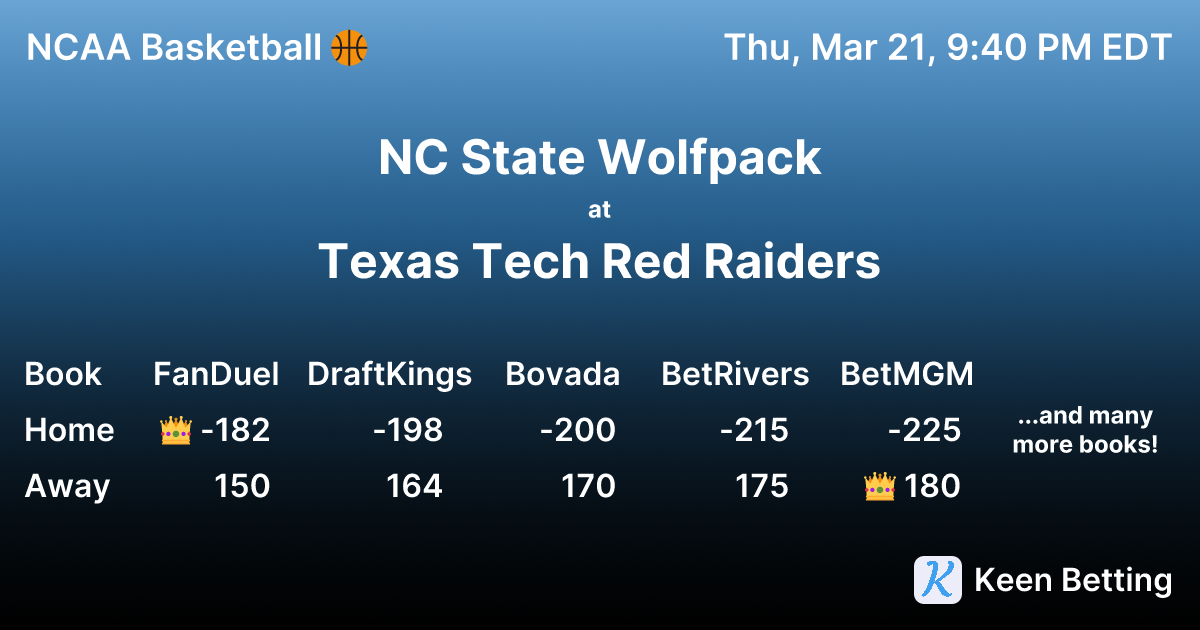 NCAA Basketball 🏀 Thu, Mar 21, 9:40 PM EDT
NC State Wolfpack
at
Texas Tech Red Raiders
Book FanDuel DraftKings Bovada BetRivers BetMGM
Home 👑 -182 -198 -200 -215 -225
Away 150 164 170 175 👑 180
...and many
more books!
K Keen Betting